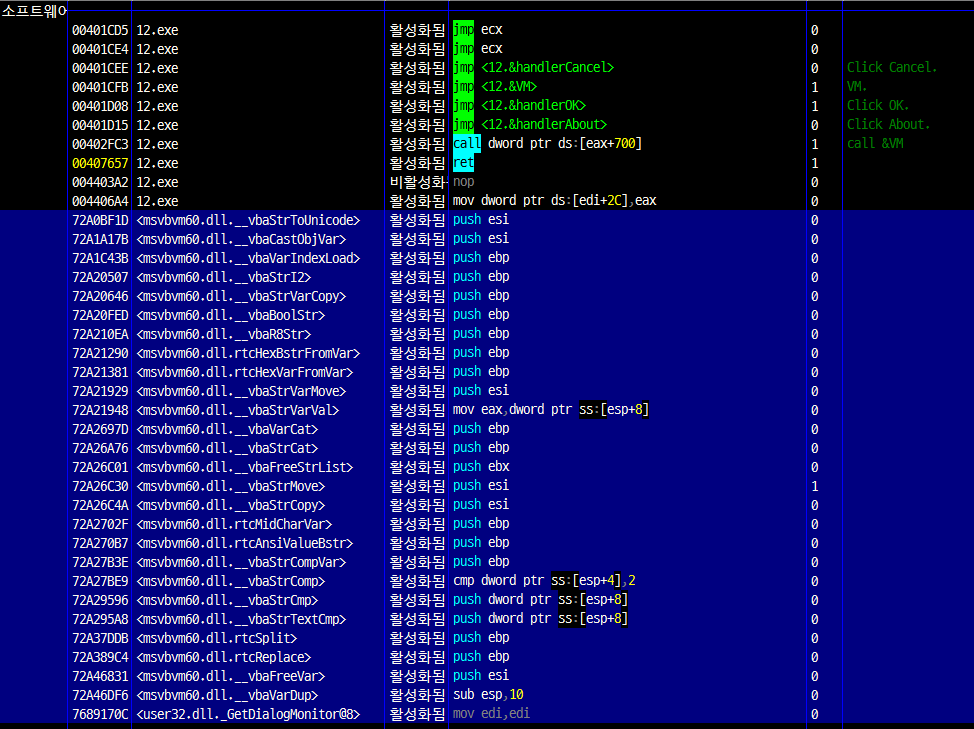 소프트웨어
00401CD5 12.exe 활성화됨 jmp ecx 0
00401CE4 12.exe 활성화됨 jmp ecx 0
00401CEE 12.exe 활성화됨 jmp <12.&handlerCancel> 0 Click Cancel.
00401CFB 12.exe 활성화됨 jmp <12.&VM> 1 VM.
00401D08 12.exe 활성화됨 jmp <12.&handlerOK> 1 Click OK.
00401D15 12.exe 활성화됨 jmp <12.&handlerAbout> 0 Click About.
00402FC3 12.exe 활성화됨 call dword ptr ds:[eax+700] 1 call &VM
00407657 12.exe 활성화됨 ret 1
004403A2 12.exe 비활성화 nop 0
004406A4 12.exe 활성화됨 mov dword ptr ds:[edi+2C],eax 0
72A0BF1D <msvbvm60.dll.__vbaStrToUnicode> 활성화됨 push esi 0
72A1A17B <msvbvm60.dll.__vbaCastObjVar> 활성화됨 push esi 0
72A1C43B <msvbvm60.dll.__vbaVarIndexLoad> 활성화됨 push ebp 0
72A20507 <msvbvm60.dll.__vbaStrI2> 활성화됨 push ebp 0
72A20646 <msvbvm60.dll.__vbaStrVarCopy> 활성화됨 push ebp 0
72A20FED <msvbvm60.dll.__vbaBoolStr> 활성화됨 push ebp 0
72A210EA <msvbvm60.dll.__vbaR8Str> 활성화됨 push ebp 0
72A21290 <msvbvm60.dll.rtcHexBstrFromVar> 활성화됨 push ebp 0
72A21381 <msvbvm60.dll.rtcHexVarFromVar> 활성화됨 push ebp 0
72A21929 <msvbvm60.dll.__vbaStrVarMove> 활성화됨 push esi 0
72A21948 <msvbvm60.dll.__vbaStrVarVal> 활성화됨 mov eax,dword ptr ss:[esp+8] 0
72A2697D <msvbvm60.dll.__vbaVarCat> 활성화됨 push ebp 0
72A26A76 <msvbvm60.dll.__vbaStrCat> 활성화됨 push ebp 0
72A26C01 <msvbvm60.dll.__vbaFreeStrList> 활성화됨 push ebx 0
72A26C30 <msvbvm60.dll.__vbaStrMove> 활성화됨 push esi 1
72A26C4A <msvbvm60.dll.__vbaStrCopy> 활성화됨 push esi 0
72A2702F <msvbvm60.dll.rtcMidCharVar> 활성화됨 push ebp 0
72A270B7 <msvbvm60.dll.rtcAnsiValueBstr> 활성화됨 push ebp 0
72A27B3E <msvbvm60.dll.__vbaStrCompVar> 활성화됨 push ebp 0
72A27BE9 <msvbvm60.dll.__vbaStrComp> 활성화됨 cmp dword ptr ss:[esp+4],2 0
72A29596 <msvbvm60.dll.__vbaStrCmp> 활성화됨 push dword ptr ss:[esp+8] 0
72A295A8 <msvbvm60.dll.__vbaStrTextCmp> 활성화됨 push dword ptr ss:[esp+8] 0
72A37DDB <msvbvm60.dll.rtcSplit> 활성화됨 push ebp 0
72A389C4 <msvbvm60.dll.rtcReplace> 활성화됨 push ebp 0
72A46831 <msvbvm60.dll.__vbaFreeVar> 활성화됨 push esi 0
72A46DF6 <msvbvm60.dll.__vbaVarDup> 활성화됨 sub esp,10 0
7689170C <user32.dll._GetDialogMonitor@8> 활성화됨 mov edi,edi 0